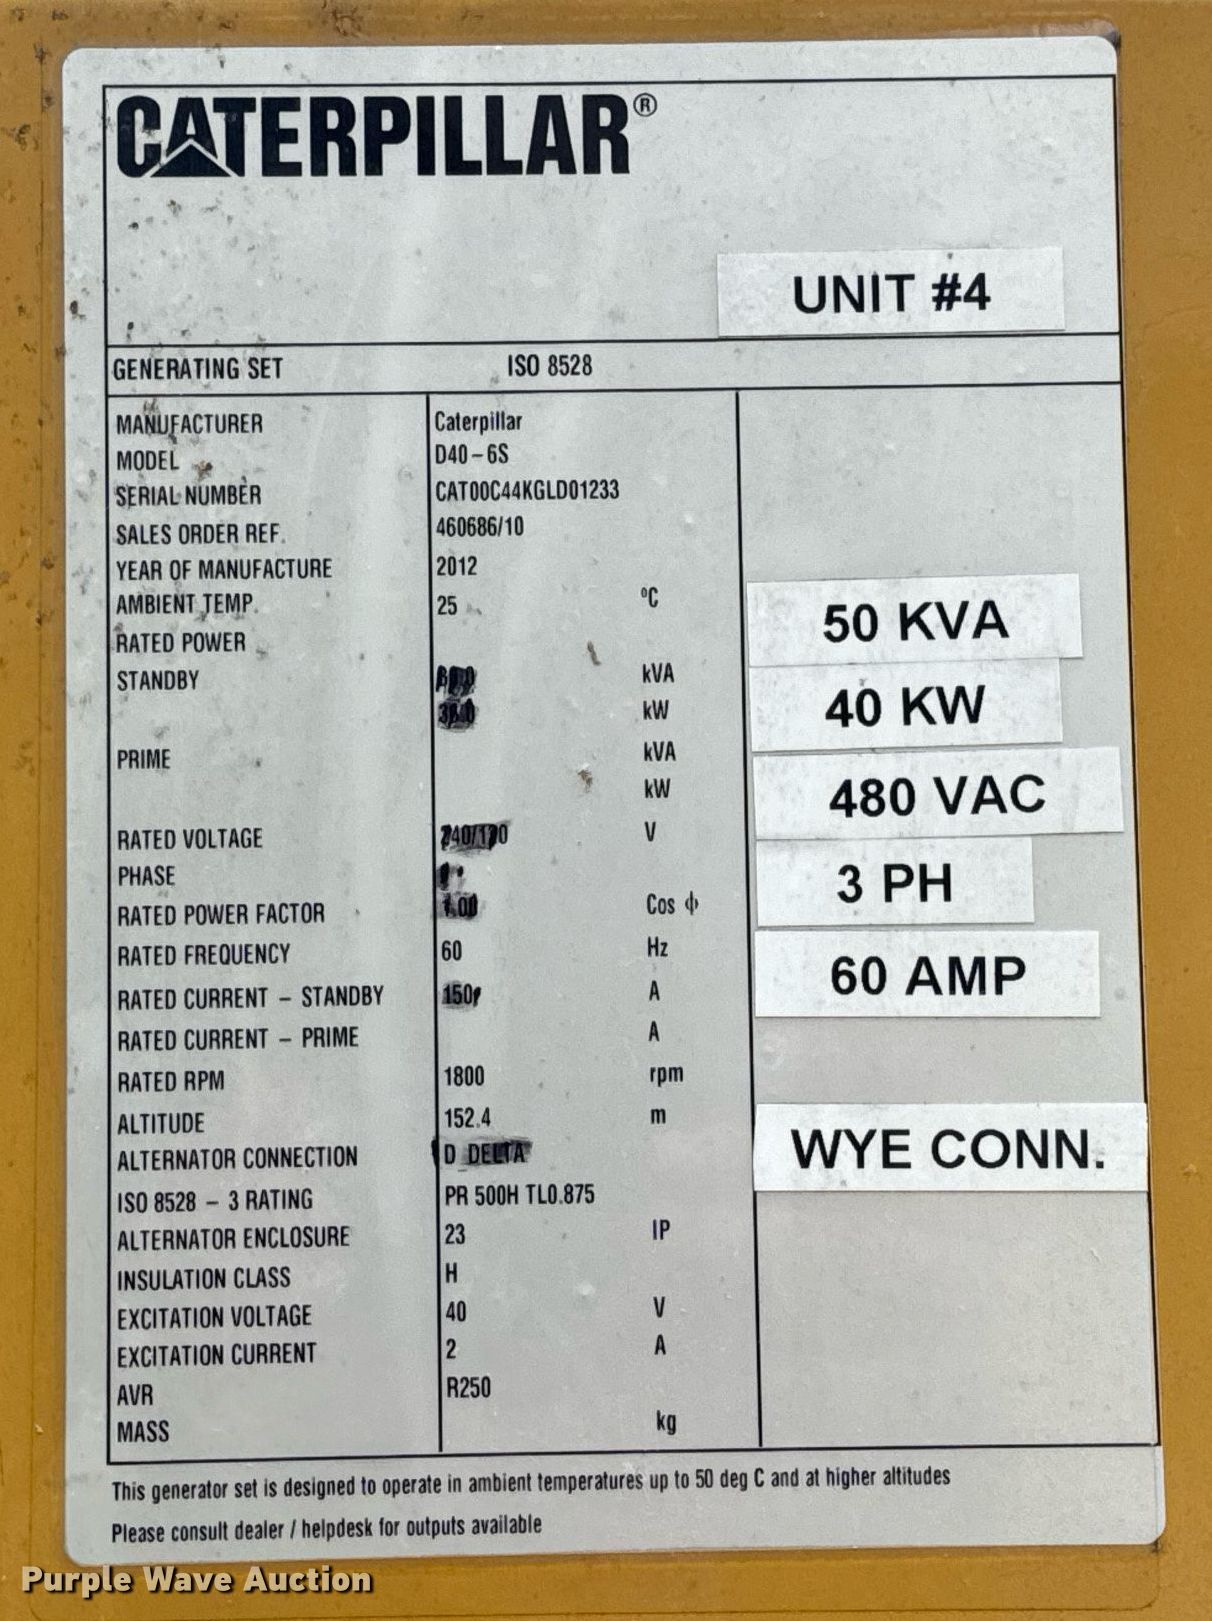 CATERPILLAR®
UNIT #4
GENERATING SET ISO 8528
MANUFACTURER Caterpillar
MODEL D40-6S
SERIAL NUMBER CAT00C44KGLD01233
SALES ORDER REF. 460686/10
YEAR OF MANUFACTURE 2012
AMBIENT TEMP. 25 °C
RATED POWER 50 KVA
STANDBY kVA
kW 40 KW
PRIME kVA
kW 480 VAC
RATED VOLTAGE 240/120 V
PHASE 3 PH
RATED POWER FACTOR 1.00 Cos ϕ
RATED FREQUENCY 60 Hz
RATED CURRENT - STANDBY 150 A 60 AMP
RATED CURRENT - PRIME A
RATED RPM 1800 rpm
ALTITUDE 152.4 m
ALTERNATOR CONNECTION D DELTA WYE CONN.
ISO 8528 - 3 RATING PR 500H TL0.875
ALTERNATOR ENCLOSURE 23 IP
INSULATION CLASS H
EXCITATION VOLTAGE 40 V
EXCITATION CURRENT 2 A
AVR R250
MASS kg
This generator set is designed to operate in ambient temperatures up to 50 deg C and at higher altitudes
Please consult dealer / helpdesk for outputs available
Purple Wave Auction